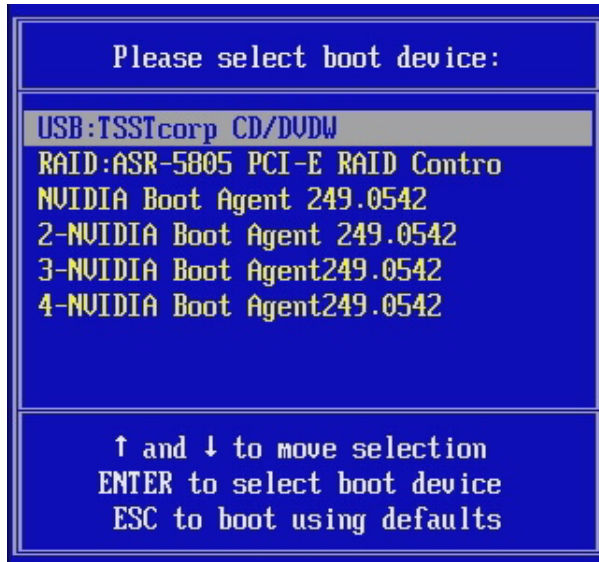 Please select boot device:
USB:TSSTcorp CD/DVDW
RAID:ASR-5805 PCI-E RAID Contro
NVIDIA Boot Agent 249.0542
2-NVIDIA Boot Agent 249.0542
3-NVIDIA Boot Agent249.0542
4-NVIDIA Boot Agent249.0542
↑ and ↓ to move selection
ENTER to select boot device
ESC to boot using defaults